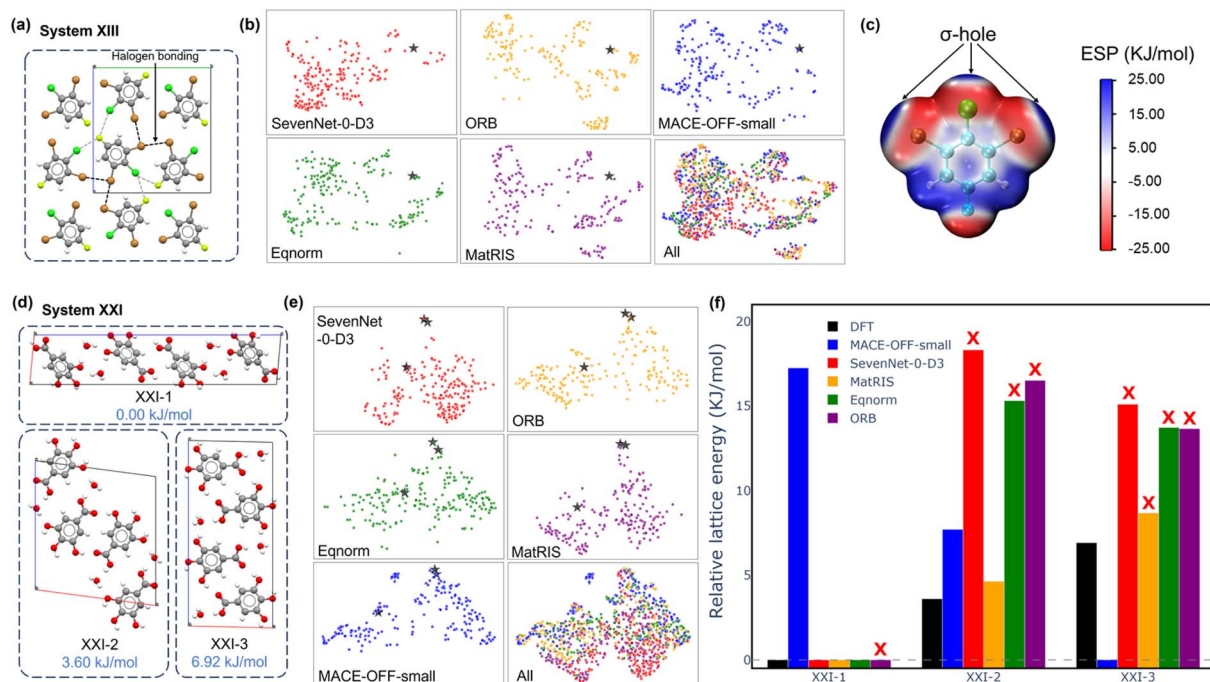 (a) System XIII
Halogen bonding
(b)
SevenNet-0-D3
ORB
MACE-OFF-small
Eqnorm
MatRIS
All
(c)
σ-hole
ESP (KJ/mol)
25.00
15.00
5.00
-5.00
-15.00
-25.00
(d) System XXI
XXI-1
0.00 kJ/mol
XXI-2
3.60 kJ/mol
XXI-3
6.92 kJ/mol
(e)
SevenNet
-0-D3
ORB
Eqnorm
MatRIS
MACE-OFF-small
All
(f)
Relative lattice energy (KJ/mol)
20
15
10
5
0
DFT
MACE-OFF-small
SevenNet-0-D3
MatRIS
Eqnorm
ORB
X
X
X
X
X
X
X
X
XXI-1
XXI-2
XXI-3